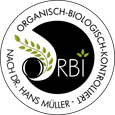 ORGANISCH-BIOLOGISCH-KONTROLLIERT
ORBI
NACH DR. HANS MÜLLER